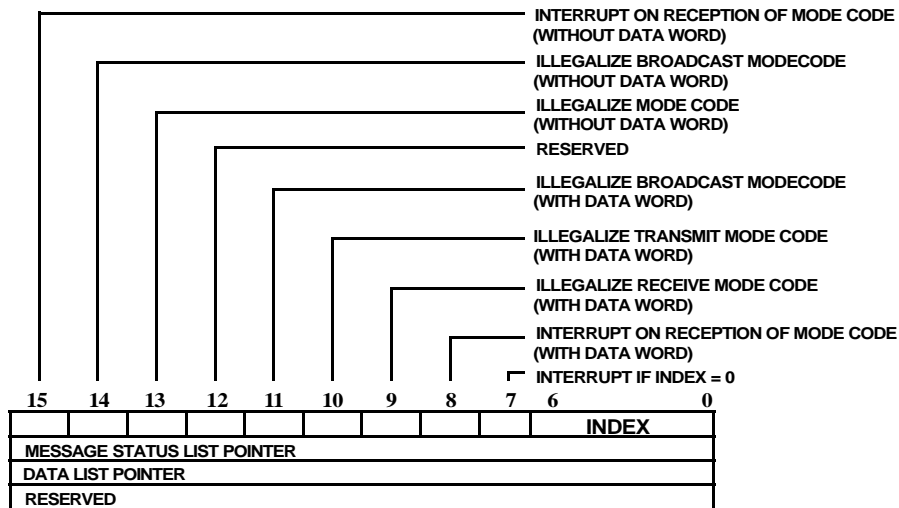 INTERRUPT ON RECEPTION OF MODE CODE
(WITHOUT DATA WORD)
ILLEGALIZE BROADCAST MODECODE
(WITHOUT DATA WORD)
ILLEGALIZE MODE CODE
(WITHOUT DATA WORD)
RESERVED
ILLEGALIZE BROADCAST MODECODE
(WITH DATA WORD)
ILLEGALIZE TRANSMIT MODE CODE
(WITH DATA WORD)
ILLEGALIZE RECEIVE MODE CODE
(WITH DATA WORD)
INTERRUPT ON RECEPTION OF MODE CODE
(WITH DATA WORD)
INTERRUPT IF INDEX = 0
15 14 13 12 11 10 9 8 7 6 0
INDEX
MESSAGE STATUS LIST POINTER
DATA LIST POINTER
RESERVED